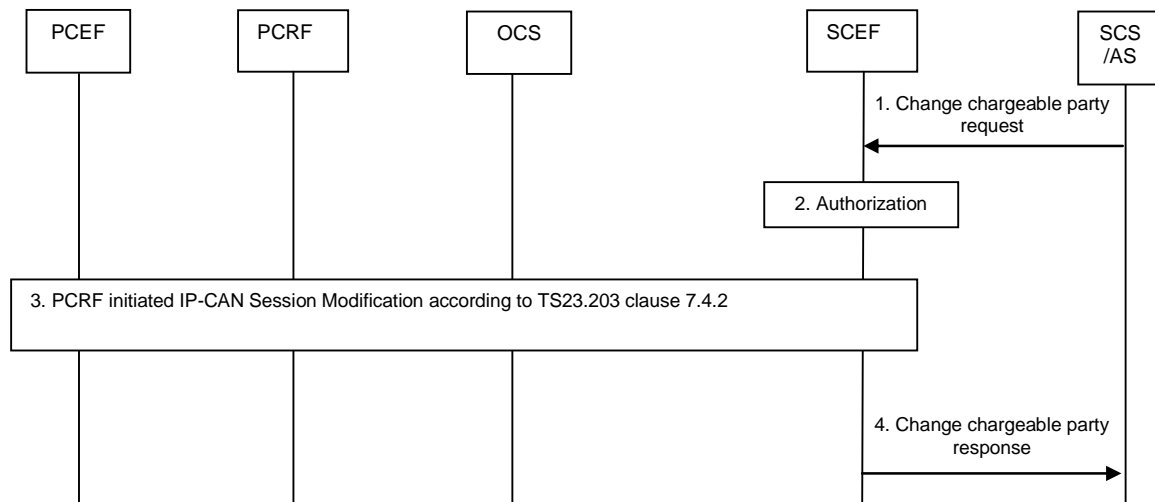 PCEF
PCRF
OCS
SCEF
SCS
/AS
1. Change chargeable party
request
2. Authorization
3. PCRF initiated IP-CAN Session Modification according to TS23.203 clause 7.4.2
4. Change chargeable party
response